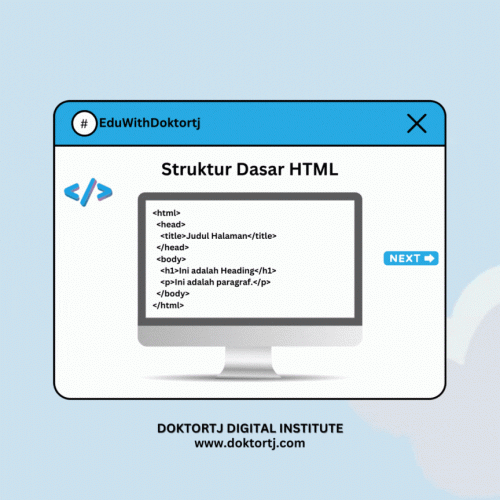 # EduWithDoktortj
Struktur Dasar HTML
</>
<html>
<head>
<title>Judul Halaman</title>
</head>
<body>
<h1>Ini adalah Heading</h1>
<p>Ini adalah paragraf.</p>
</body>
</html>
NEXT
DOKTORTJ DIGITAL INSTITUTE
www.doktortj.com